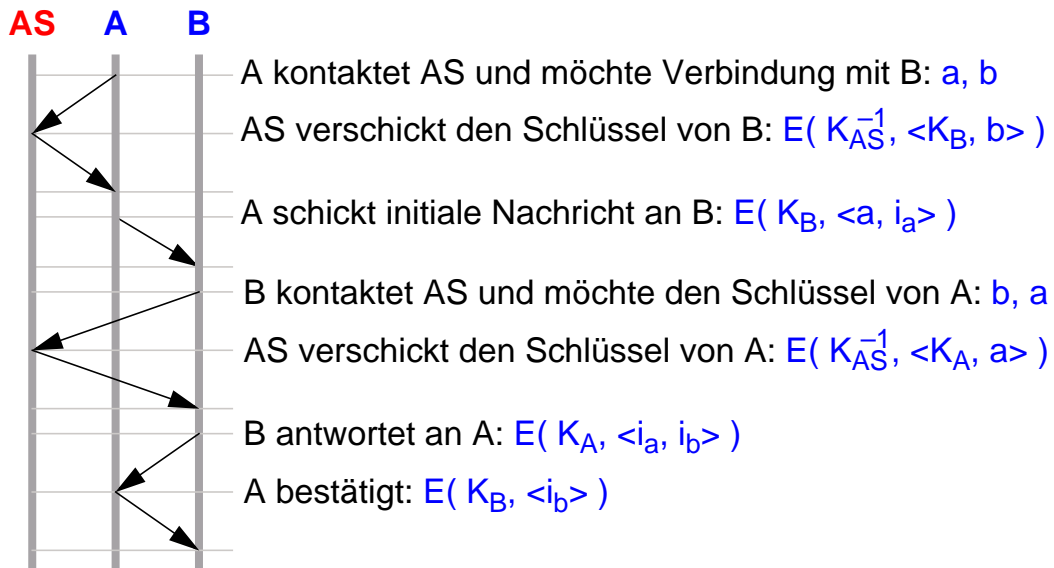 AS A B
A kontaktet AS und möchte Verbindung mit B: a, b
AS verschickt den Schlüssel von B: E( K_AS^–1, <K_B, b> )
A schickt initiale Nachricht an B: E( K_B, <a, i_a> )
B kontaktet AS und möchte den Schlüssel von A: b, a
AS verschickt den Schlüssel von A: E( K_AS^–1, <K_A, a> )
B antwortet an A: E( K_A, <i_a, i_b> )
A bestätigt: E( K_B, <i_b> )